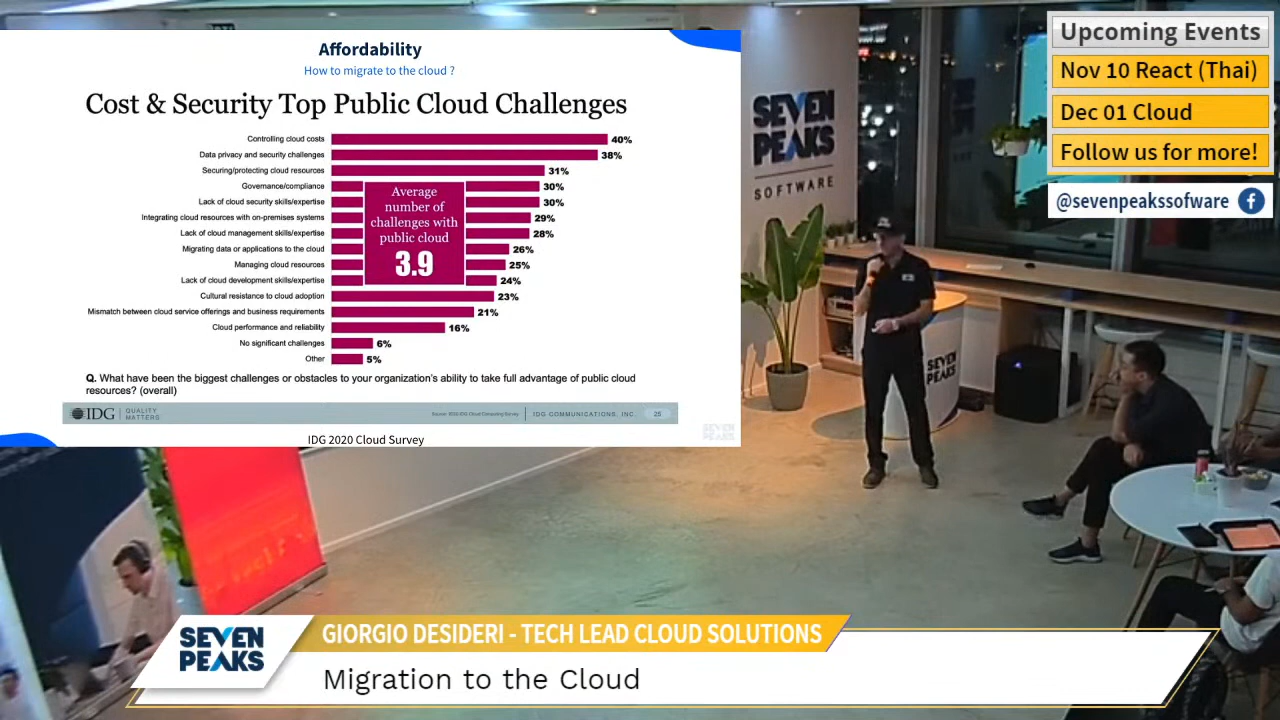 Affordability
How to migrate to the cloud ?
Cost & Security Top Public Cloud Challenges
Controlling cloud costs 40%
Data privacy and security challenges 38%
Securing/protecting cloud resources 31%
Governance/compliance 30%
Lack of cloud security skills/expertise 30%
Integrating cloud resources with on-premises systems 29%
Lack of cloud management skills/expertise 28%
Migrating data or applications to the cloud 26%
Managing cloud resources 25%
Lack of cloud development skills/expertise 24%
Cultural resistance to cloud adoption 23%
Mismatch between cloud service offerings and business requirements 21%
Cloud performance and reliability 16%
No significant challenges 6%
Other 5%
Average
number of
challenges with
public cloud
3.9
Q. What have been the biggest challenges or obstacles to your organization's ability to take full advantage of public cloud
resources? (overall)
IDG
QUALITY
MATTERS
IDG COMMUNICATIONS, INC.
25
SEVEN
PEAKS
IDG 2020 Cloud Survey
SEVEN
PEAKS
SOFTWARE
Upcoming Events
Nov 10 React (Thai)
Dec 01 Cloud
Follow us for more!
@sevenpeakssofware
SEVEN
PEAKS
SEVEN
PEAKS
GIORGIO DESIDERI - TECH LEAD CLOUD SOLUTIONS
Migration to the Cloud